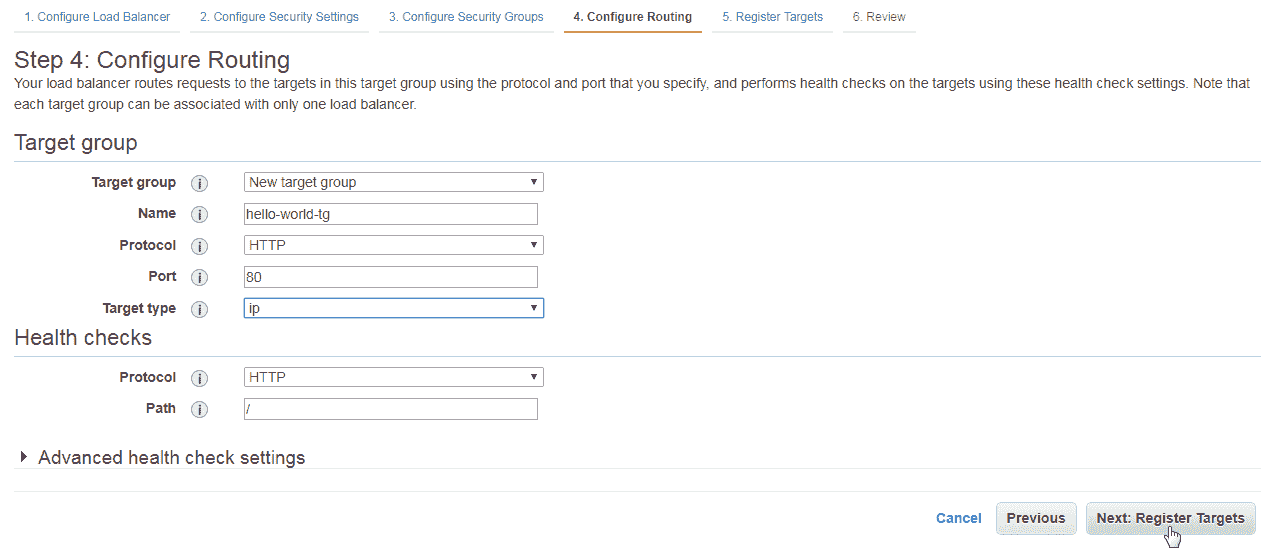 1. Configure Load Balancer 2. Configure Security Settings 3. Configure Security Groups 4. Configure Routing 5. Register Targets 6. Review
Step 4: Configure Routing
Your load balancer routes requests to the targets in this target group using the protocol and port that you specify, and performs health checks on the targets using these health check settings. Note that
each target group can be associated with only one load balancer.
Target group
Target group i New target group
Name i hello-world-tg
Protocol i HTTP
Port i 80
Target type i ip
Health checks
Protocol i HTTP
Path i /
Advanced health check settings
Cancel Previous Next: Register Targets